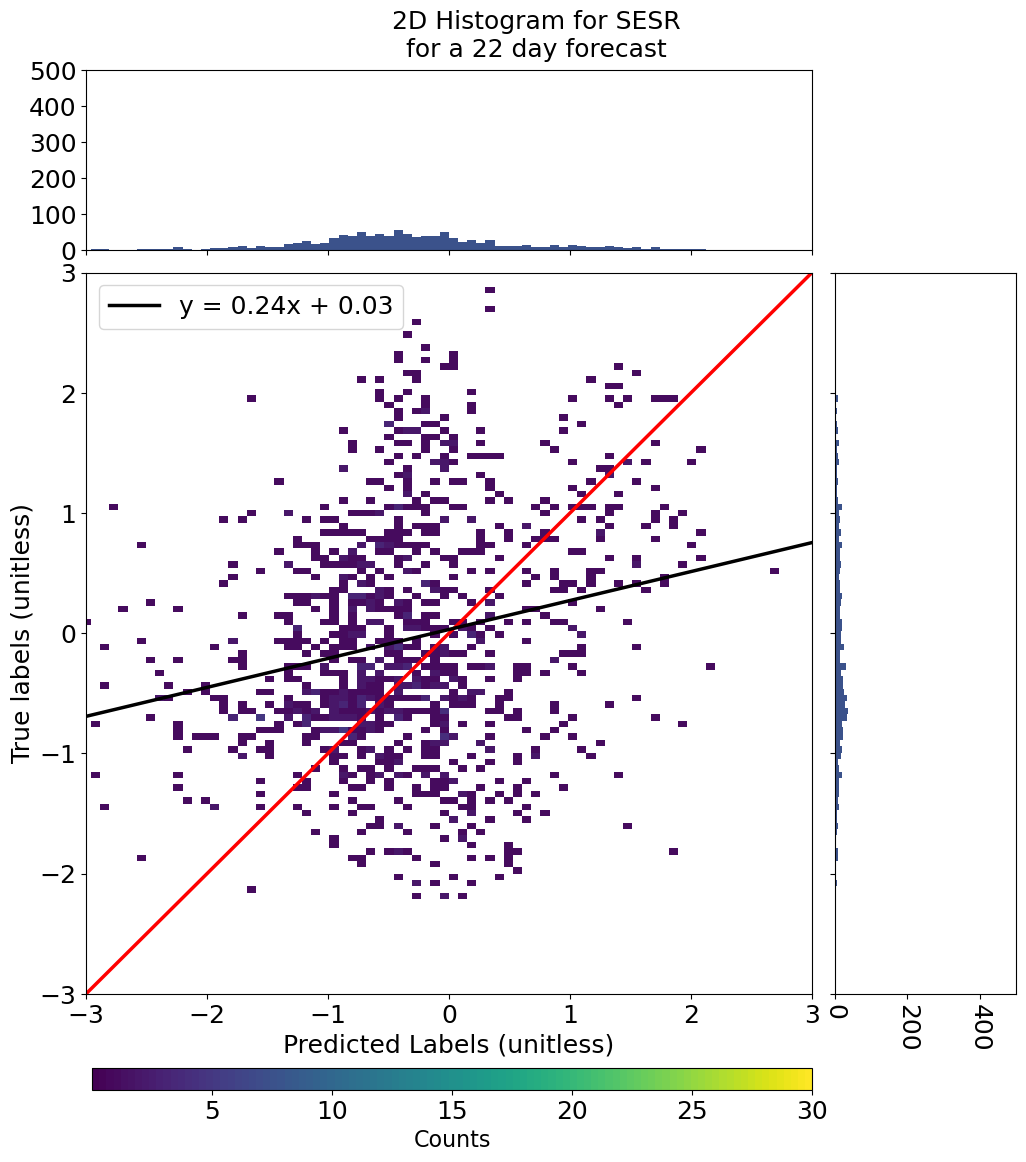 2D Histogram for SESR
for a 22 day forecast
500
400
300
200
100
0
3
2
1
0
−1
−2
−3
True labels (unitless)
y = 0.24x + 0.03
−3 −2 −1 0 1 2 3
Predicted Labels (unitless)
0 200 400
5 10 15 20 25 30
Counts